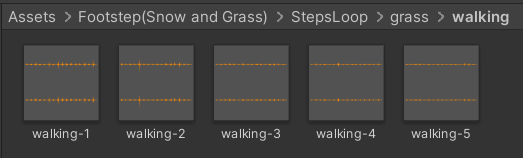 Assets > Footstep(Snow and Grass) > StepsLoop > grass > walking
walking-1 walking-2 walking-3 walking-4 walking-5